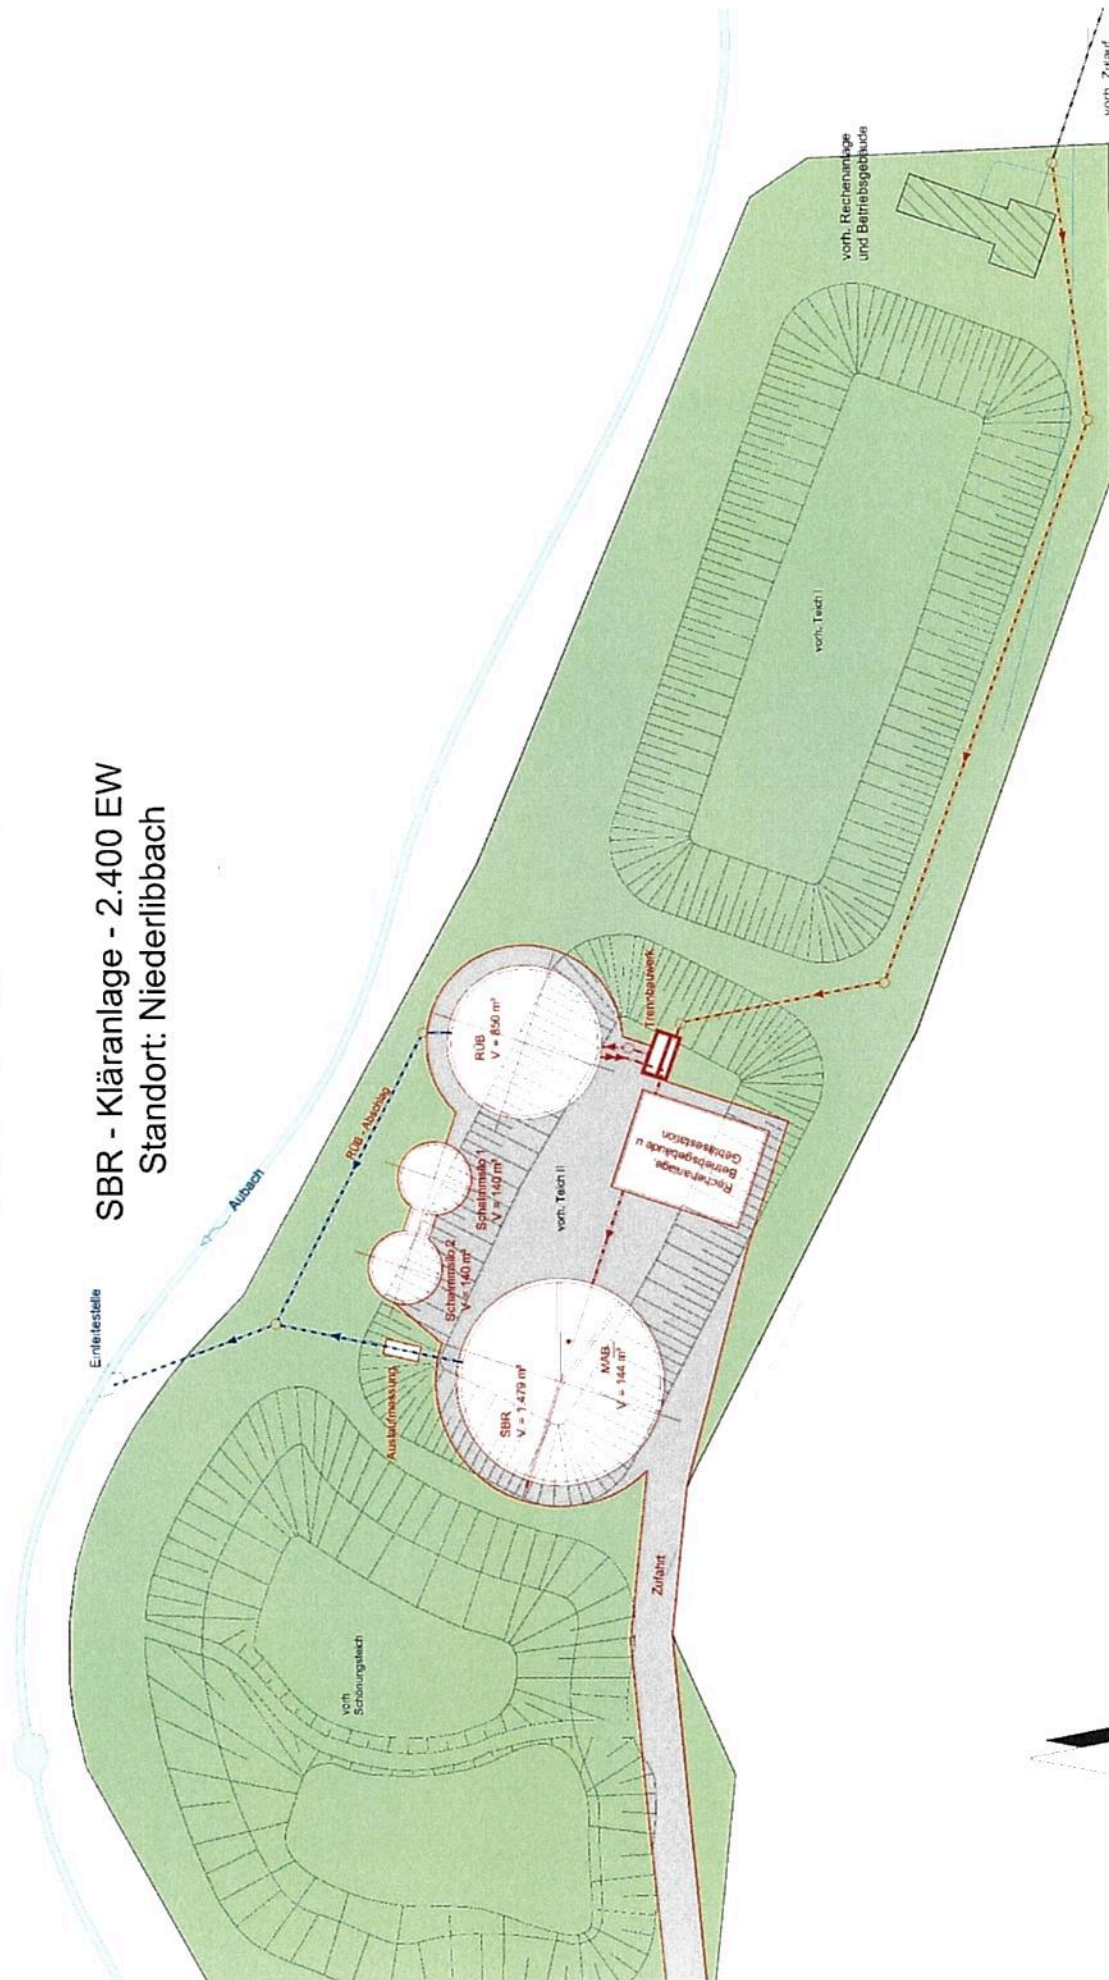 SBR - Kläranlage - 2.400 EW
Standort: Niederlibbach
Einleitestelle
Aubach
RÜB - Abschlag
RÜB
V = 850 m³
Schlammsilo 1
V = 140 m³
Schlammsilo 2
V = 140 m³
Auslaufmessung
SBR
V = 1.479 m³
MAB
V = 144 m³
vorh. Teich II
Trennbauwerk
Rechenanlage,
Betriebsgebäude u
Gebläsestation
vorh. Teich I
vorh. Rechenanlage
und Betriebsgebäude
vorh. Zulauf
vorh
Schönungsteich
Zufahrt